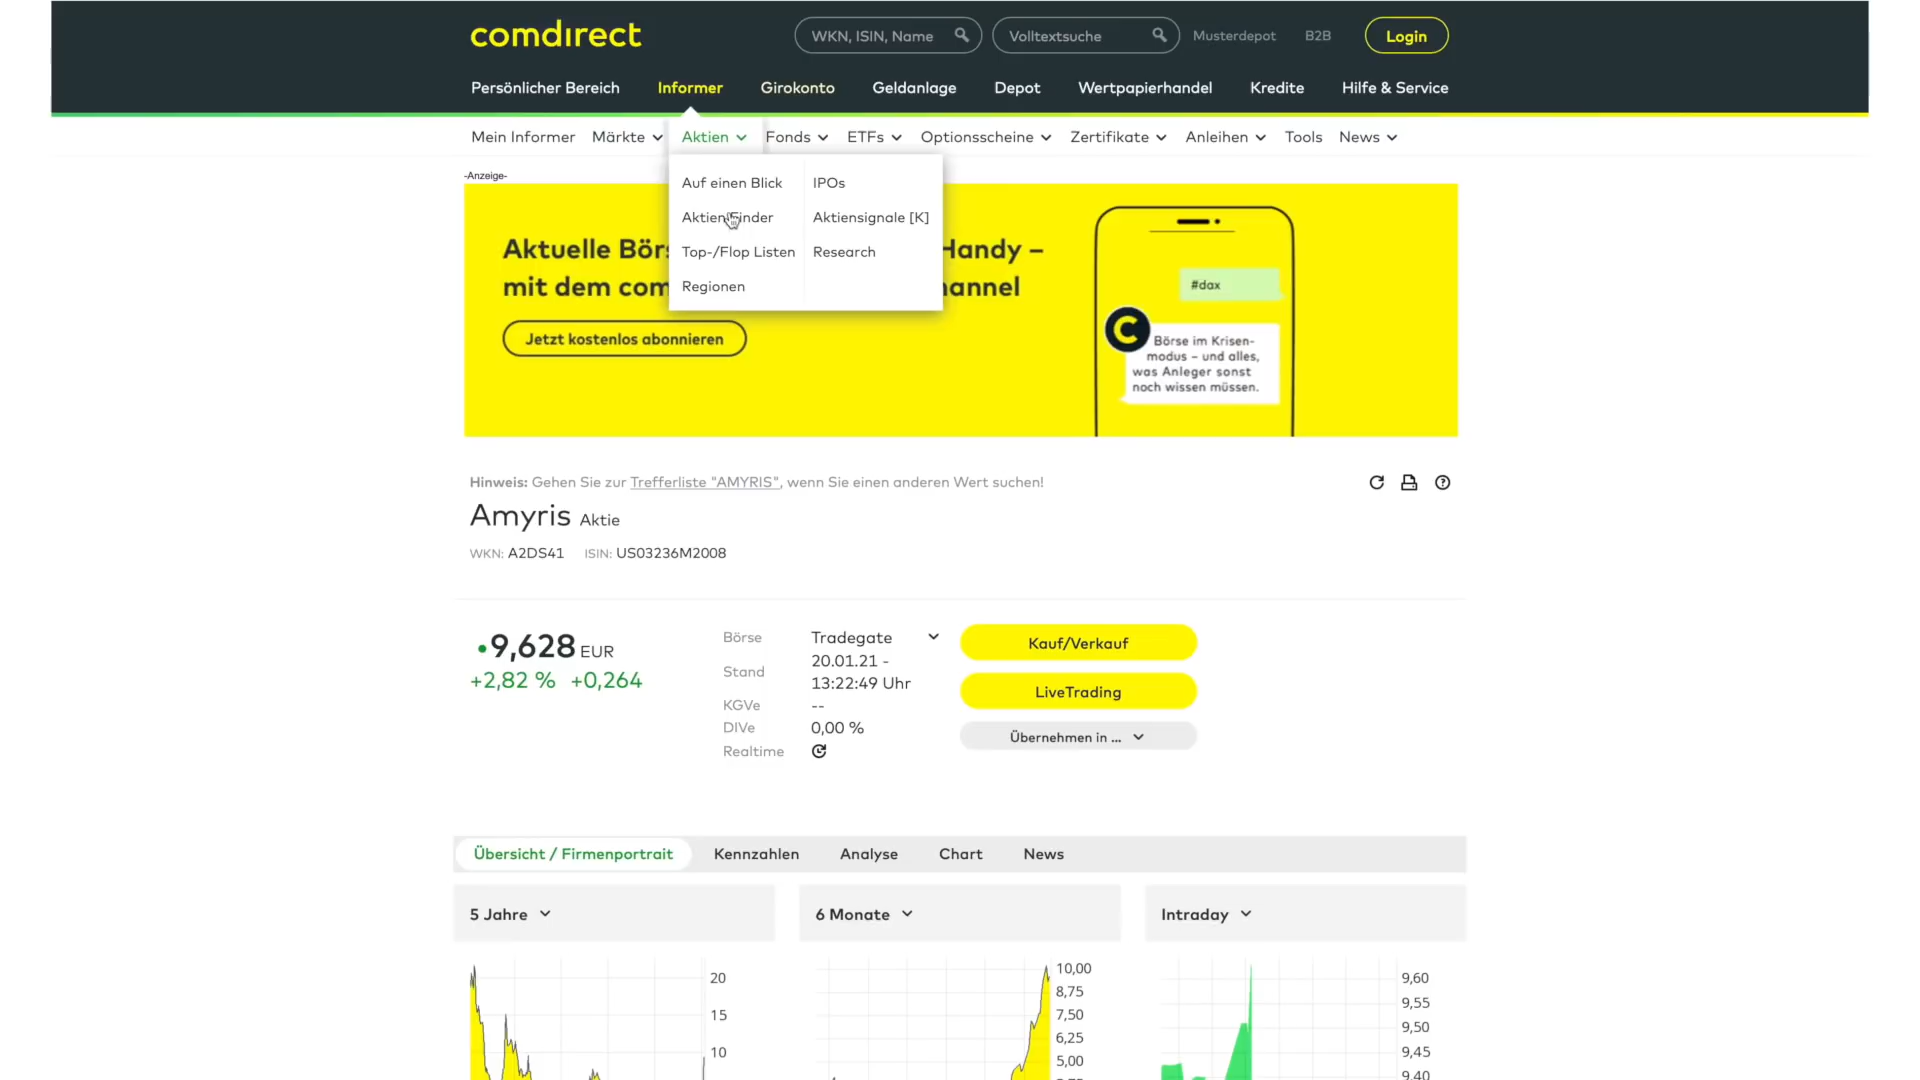 comdirect
WKN, ISIN, Name
Volltextsuche
Musterdepot
B2B
Login
Persönlicher Bereich
Informer
Girokonto
Geldanlage
Depot
Wertpapierhandel
Kredite
Hilfe & Service
Mein Informer
Märkte
Aktien
Fonds
ETFs
Optionsscheine
Zertifikate
Anleihen
Tools
News
-Anzeige-
Auf einen Blick
IPOs
Aktien Finder
Aktiensignale [K]
Top-/Flop Listen
Research
Regionen
Aktuelle Börs
Handy –
mit dem com
hannel
Jetzt kostenlos abonnieren
#dax
Börse im Krisen-
modus – und alles,
was Anleger sonst
noch wissen müssen.
Hinweis: Gehen Sie zur Trefferliste "AMYRIS", wenn Sie einen anderen Wert suchen!
Amyris Aktie
WKN: A2DS41 ISIN: US03236M2008
9,628 EUR
+2,82 % +0,264
Börse
Tradegate
Stand
20.01.21 -
13:22:49 Uhr
KGVe
--
DIVe
0,00 %
Realtime
Kauf/Verkauf
LiveTrading
Übernehmen in ...
Übersicht / Firmenportrait
Kennzahlen
Analyse
Chart
News
5 Jahre
6 Monate
Intraday
20
15
10
10,00
8,75
7,50
6,25
5,00
9,60
9,55
9,50
9,45
9,40